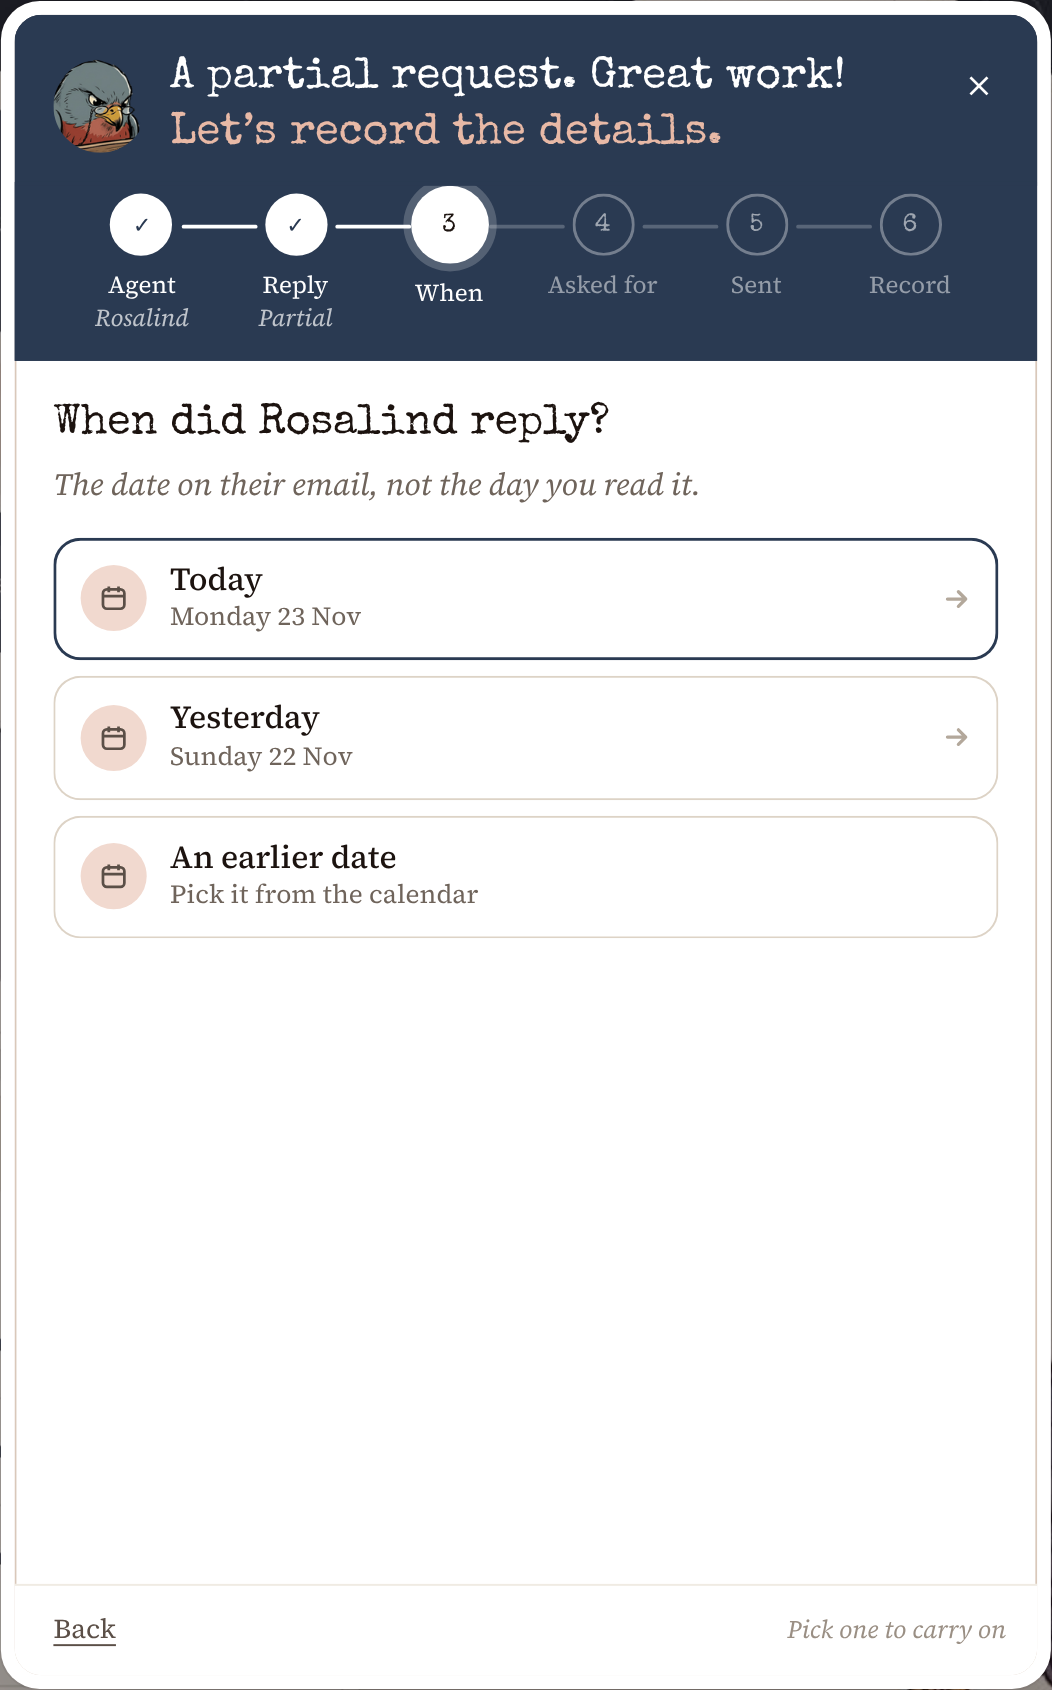 A partial request. Great work!
Let’s record the details.
✓ ✓ 3 4 5 6
Agent Reply When Asked for Sent Record
Rosalind Partial
When did Rosalind reply?
The date on their email, not the day you read it.
Today
Monday 23 Nov
Yesterday
Sunday 22 Nov
An earlier date
Pick it from the calendar
Back Pick one to carry on